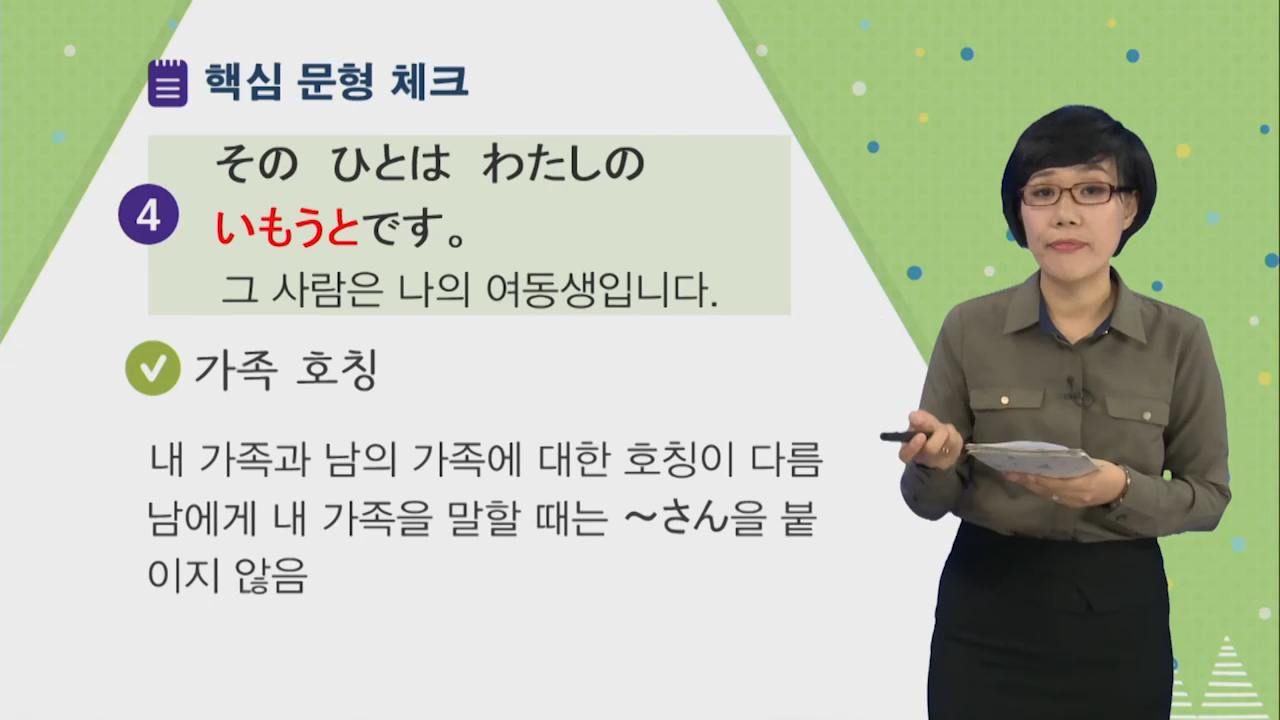 핵심 문형 체크
4
その ひとは わたしの
いもうとです。
그 사람은 나의 여동생입니다.
가족 호칭
내 가족과 남의 가족에 대한 호칭이 다름
남에게 내 가족을 말할 때는 ～さん을 붙
이지 않음